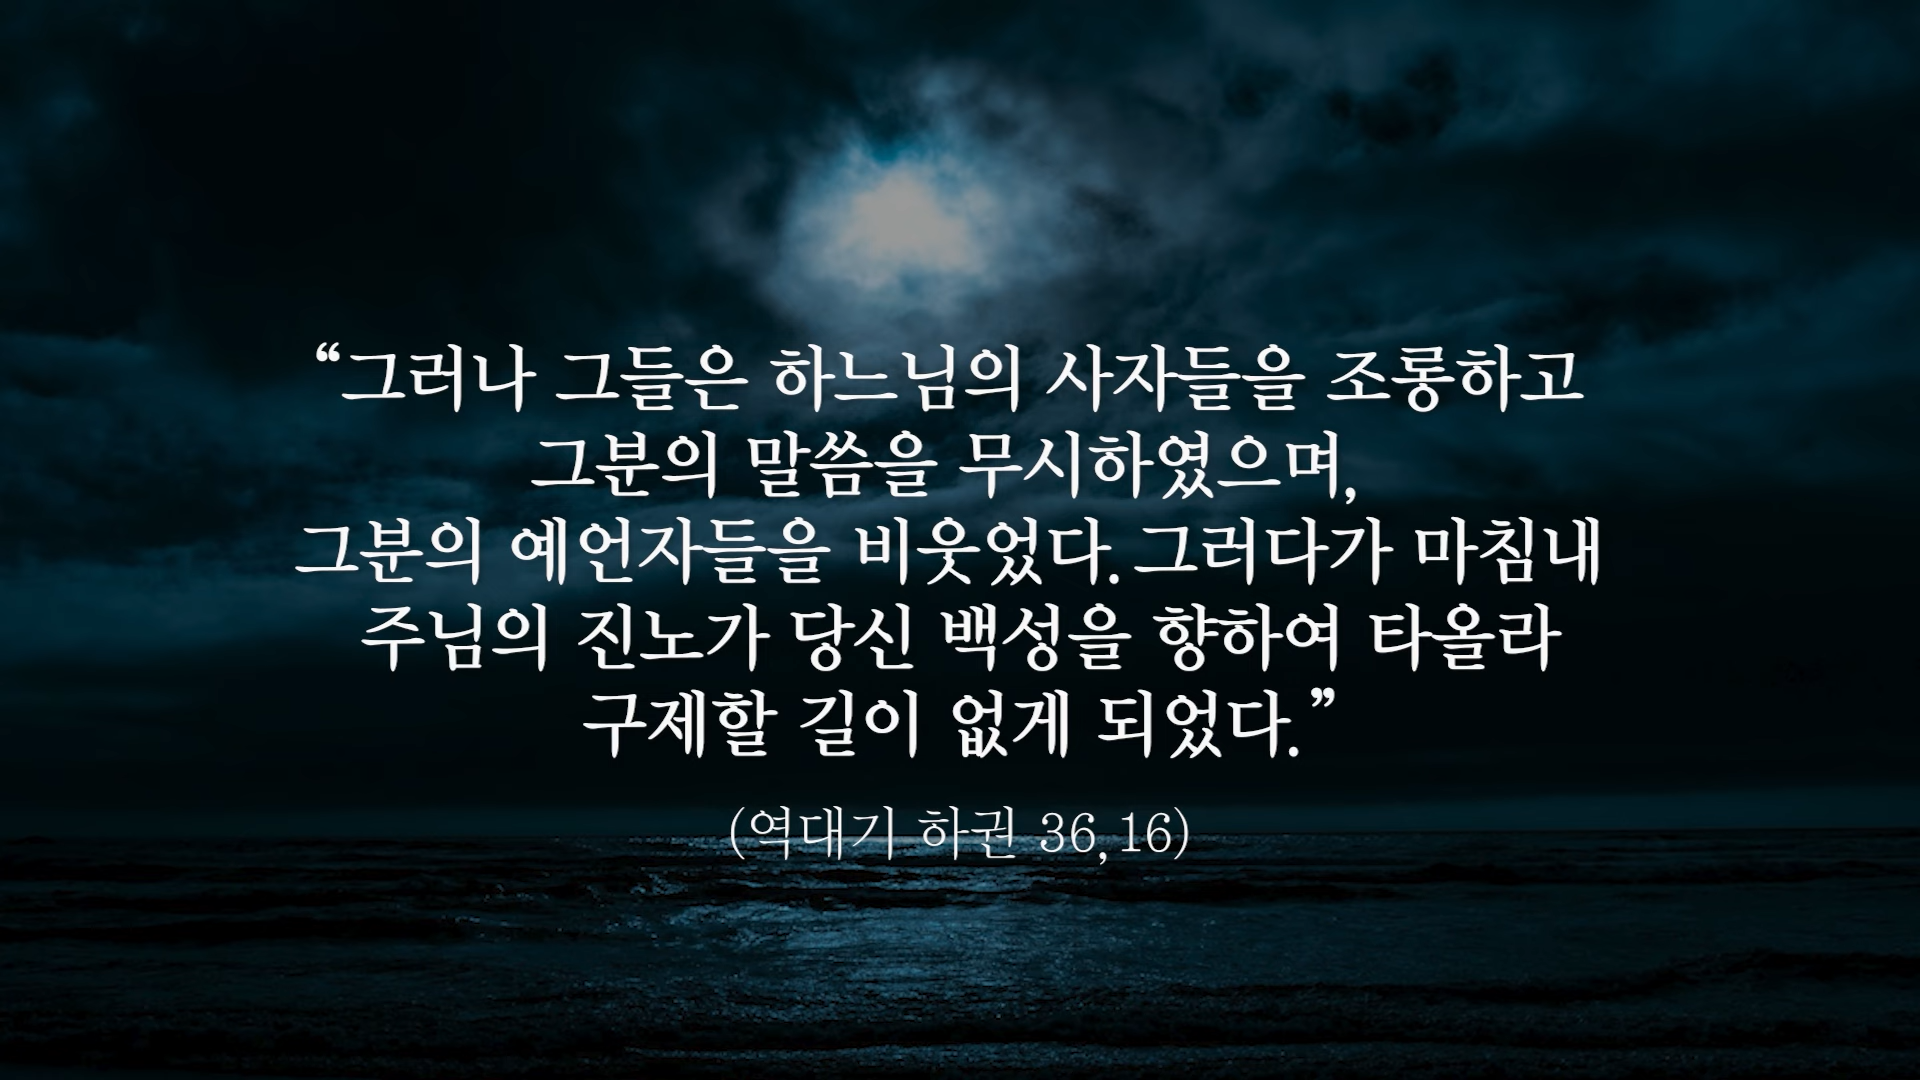 “그러나 그들은 하느님의 사자들을 조롱하고
그분의 말씀을 무시하였으며,
그분의 예언자들을 비웃었다. 그러다가 마침내
주님의 진노가 당신 백성을 향하여 타올라
구제할 길이 없게 되었다.”
(역대기 하권 36,16)